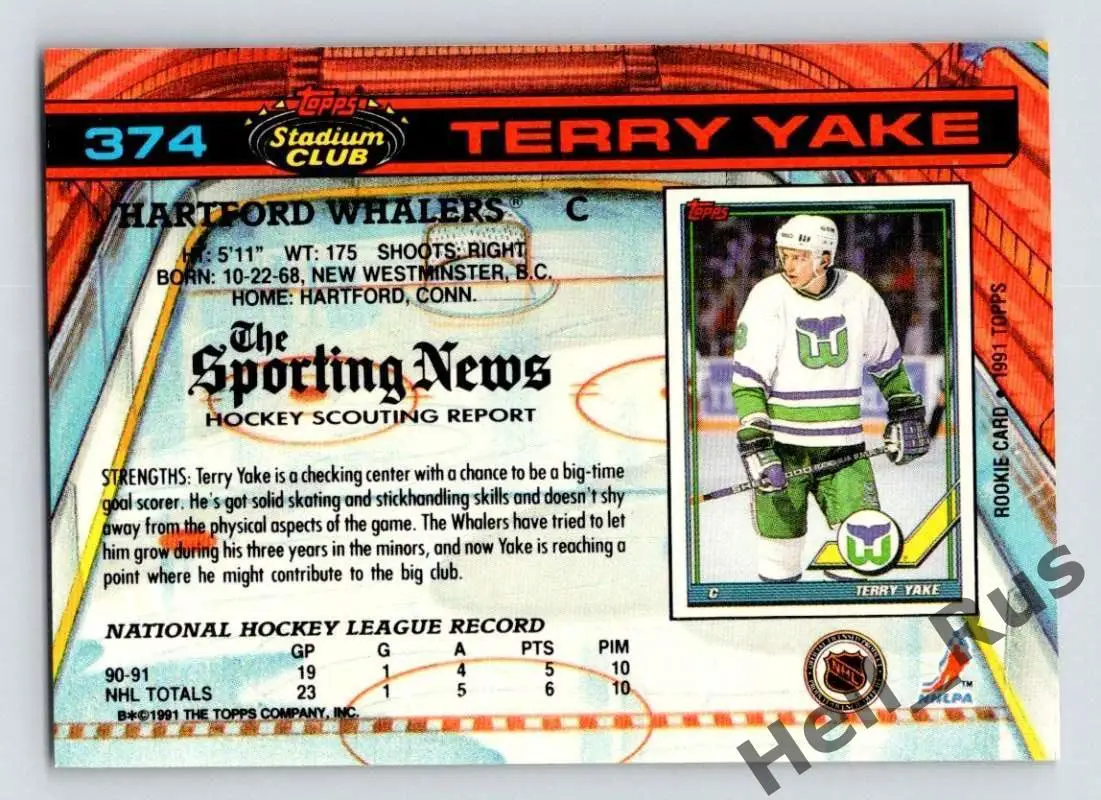 374
Topps
Stadium
CLUB
TERRY YAKE
HARTFORD WHALERS® C
HT: 5'11" WT: 175 SHOOTS: RIGHT
BORN: 10-22-68, NEW WESTMINSTER, B.C.
HOME: HARTFORD, CONN.
The
Sporting News
HOCKEY SCOUTING REPORT
STRENGTHS: Terry Yake is a checking center with a chance to be a big-time
goal scorer. He's got solid skating and stickhandling skills and doesn't shy
away from the physical aspects of the game. The Whalers have tried to let
him grow during his three years in the minors, and now Yake is reaching a
point where he might contribute to the big club.
NATIONAL HOCKEY LEAGUE RECORD
GP G A PTS PIM
90-91 19 1 4 5 10
NHL TOTALS 23 1 5 6 10
B*©1991 THE TOPPS COMPANY, INC.
Topps
C TERRY YAKE
ROOKIE CARD • 1991 TOPPS
NHL
NHLPA
TM
Hell_Rus